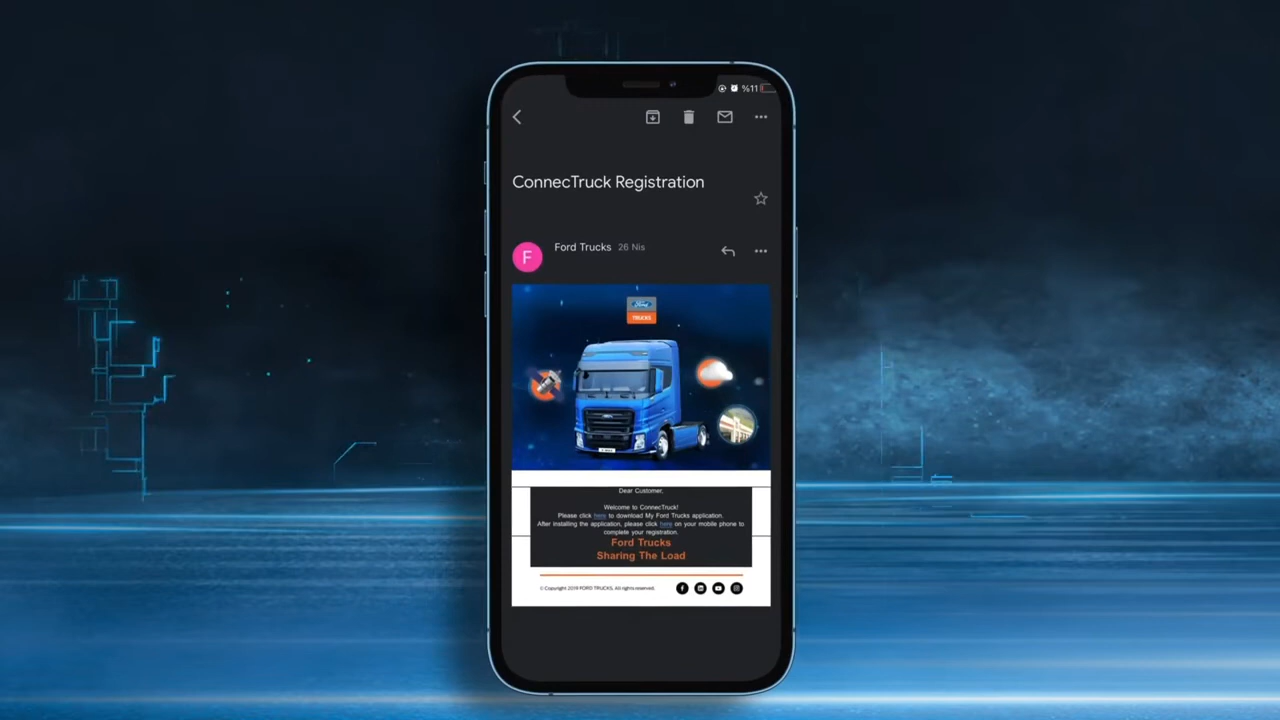 %11
ConnecTruck Registration
F
Ford Trucks 26 Nis
Ford
TRUCKS
Dear Customer,
Welcome to ConnecTruck!
Please click here to download My Ford Trucks application.
After installing the application, please click here on your mobile phone to
complete your registration.
Ford Trucks
Sharing The Load
© Copyright 2019 FORD TRUCKS. All rights reserved.